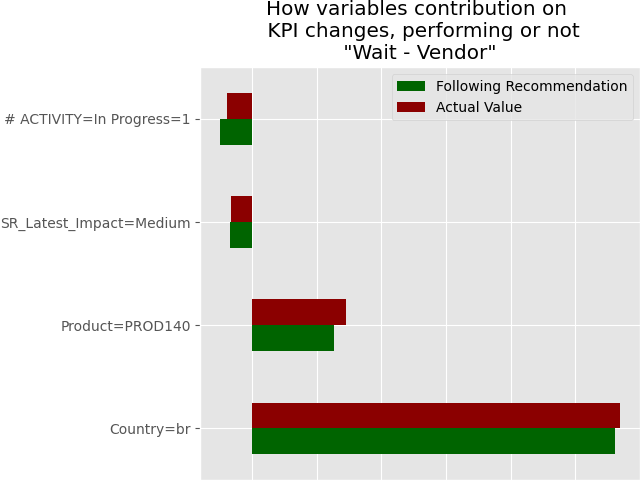 How variables contribution on
KPI changes, performing or not
"Wait - Vendor"
Following Recommendation
Actual Value
# ACTIVITY=In Progress=1
SR_Latest_Impact=Medium
Product=PROD140
Country=br